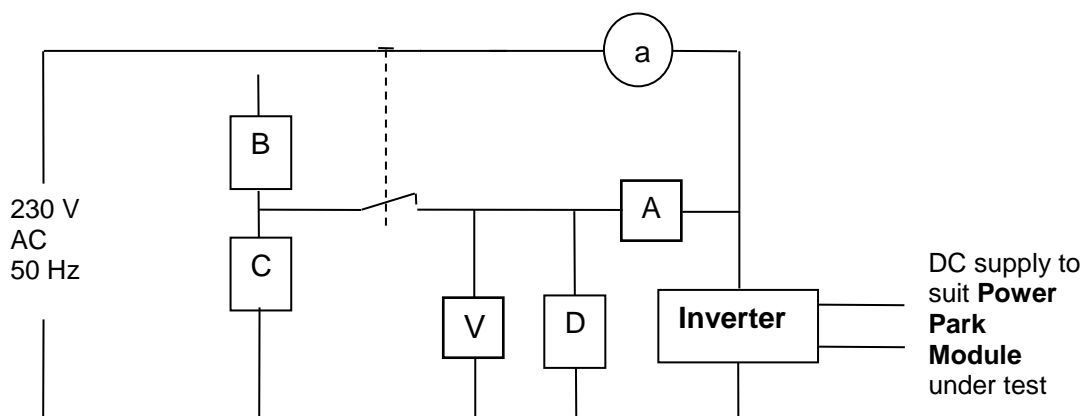 a
B
230 V
AC
50 Hz
C
A
V
D
Inverter
DC supply to
suit Power
Park
Module
under test